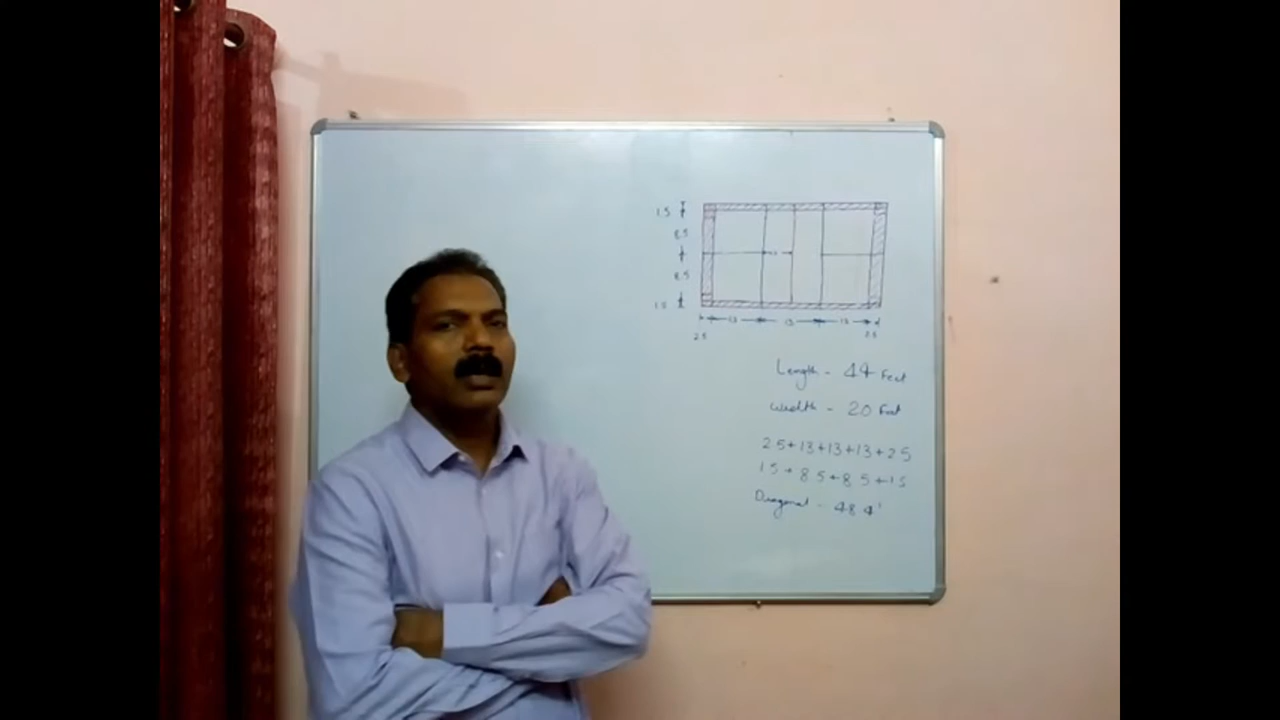 1.5
8.5
8.5
1.5
13 13 13
2.5 2.5
Length - 44 Feet
Width - 20 Feet
2.5+13+13+13+2.5
1.5+8.5+8.5+1.5
Diagonal - 48.4'